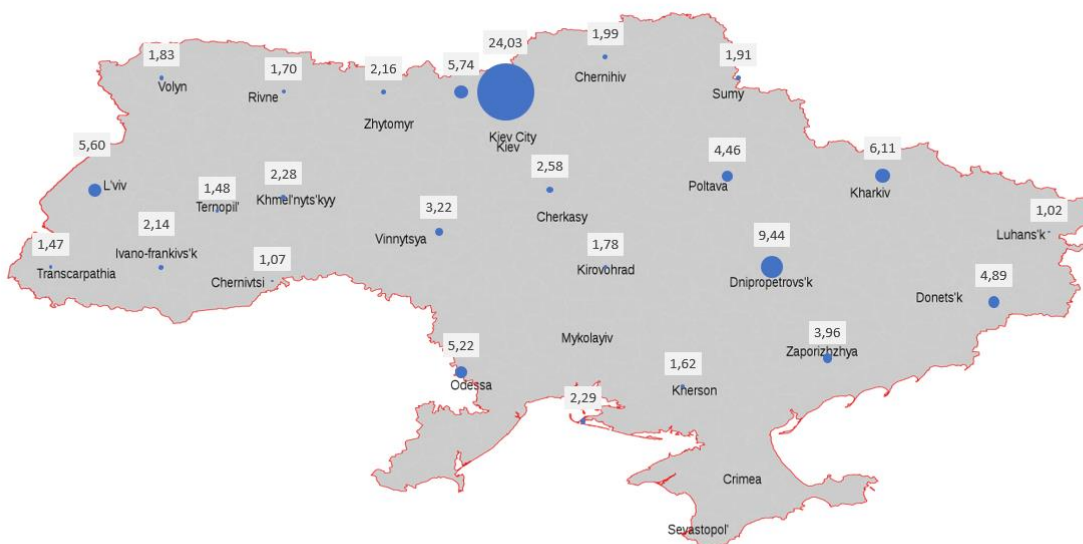 24,03
1,99
1,83
Volyn
1,70
Rivne
2,16
Zhytomyr
5,74
Chernihiv
1,91
Sumy
Kiev City
Kiev
5,60
L'viv
1,48
Ternopil'
2,28
Khmel'nyts'kyy
2,58
Cherkasy
4,46
Poltava
6,11
Kharkiv
1,02
Luhans'k
3,22
Vinnytsya
2,14
Ivano-frankivs'k
1,47
Transcarpathia
1,07
Chernivtsi
1,78
Kirovohrad
9,44
Dnipropetrovs'k
4,89
Donets'k
5,22
Odessa
Mykolayiv
2,29
1,62
Kherson
3,96
Zaporizhzhya
Crimea
Sevastopol'